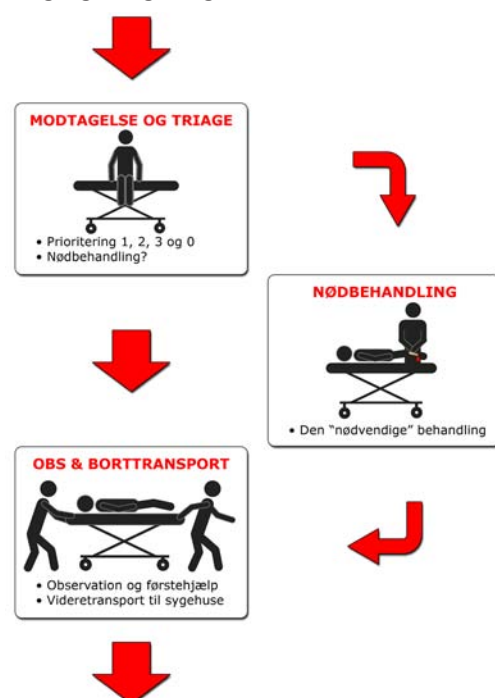 MODTAGELSE OG TRIAGE
• Prioritering 1, 2, 3 og 0
• Nødbehandling?
NØDBEHANDLING
• Den “nødvendige” behandling
OBS & BORTTRANSPORT
• Observation og førstehjælp
• Videretransport til sygehuse